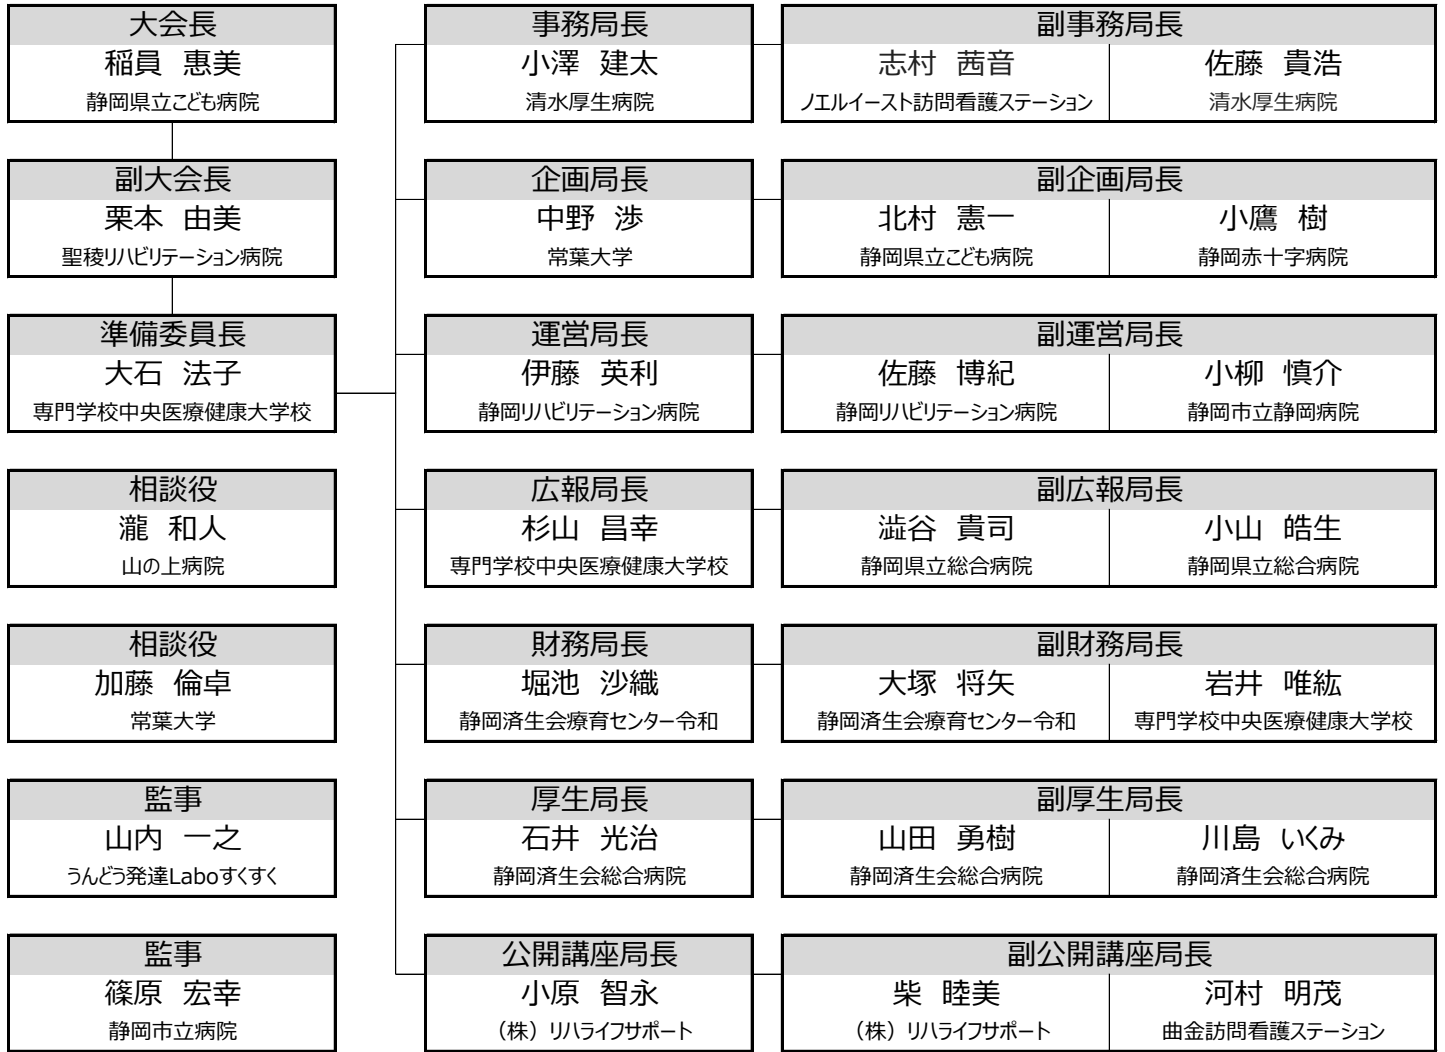 大会長
稲員 惠美
静岡県立こども病院
副大会長
栗本 由美
聖稜リハビリテーション病院
準備委員長
大石 法子
専門学校中央医療健康大学校
相談役
瀧 和人
山の上病院
相談役
加藤 倫卓
常葉大学
監事
山内 一之
うんどう発達Laboすくすく
監事
篠原 宏幸
静岡市立病院
事務局長
小澤 建太
清水厚生病院
副事務局長
志村 茜音 佐藤 貴浩
ノエルイースト訪問看護ステーション 清水厚生病院
企画局長
中野 渉
常葉大学
副企画局長
北村 憲一 小鷹 樹
静岡県立こども病院 静岡赤十字病院
運営局長
伊藤 英利
静岡リハビリテーション病院
副運営局長
佐藤 博紀 小柳 慎介
静岡リハビリテーション病院 静岡市立静岡病院
広報局長
杉山 昌幸
専門学校中央医療健康大学校
副広報局長
澁谷 貴司 小山 皓生
静岡県立総合病院 静岡県立総合病院
財務局長
堀池 沙織
静岡済生会療育センター令和
副財務局長
大塚 将矢 岩井 唯紘
静岡済生会療育センター令和 専門学校中央医療健康大学校
厚生局長
石井 光治
静岡済生会総合病院
副厚生局長
山田 勇樹 川島 いくみ
静岡済生会総合病院 静岡済生会総合病院
公開講座局長
小原 智永
（株）リハライフサポート
副公開講座局長
柴 睦美 河村 明茂
（株）リハライフサポート 曲金訪問看護ステーション